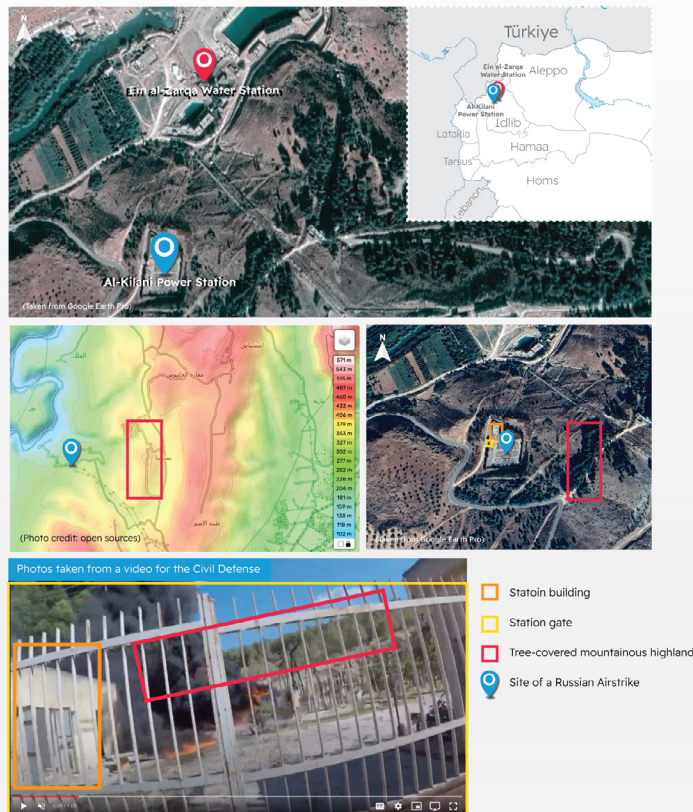 N
Ein al-Zarqa Water Station
Al-Kilani Power Station
(Taken from Google Earth Pro)
Türkiye
Ein al-Zarqa
Water Station
Aleppo
Al-Kilani
Power Station
Idlib
Latakia
Hamaa
Tarsus
Homs
Lebanon
571 m
543 m
515 m
487 m
460 m
433 m
406 m
379 m
353 m
327 m
302 m
277 m
252 m
228 m
204 m
181 m
159 m
138 m
118 m
102 m
(Photo credit: open sources)
N
(Taken from Google Earth Pro)
Photos taken from a video for the Civil Defense
Statoin building
Station gate
Tree-covered mountainous highland
Site of a Russian Airstrike